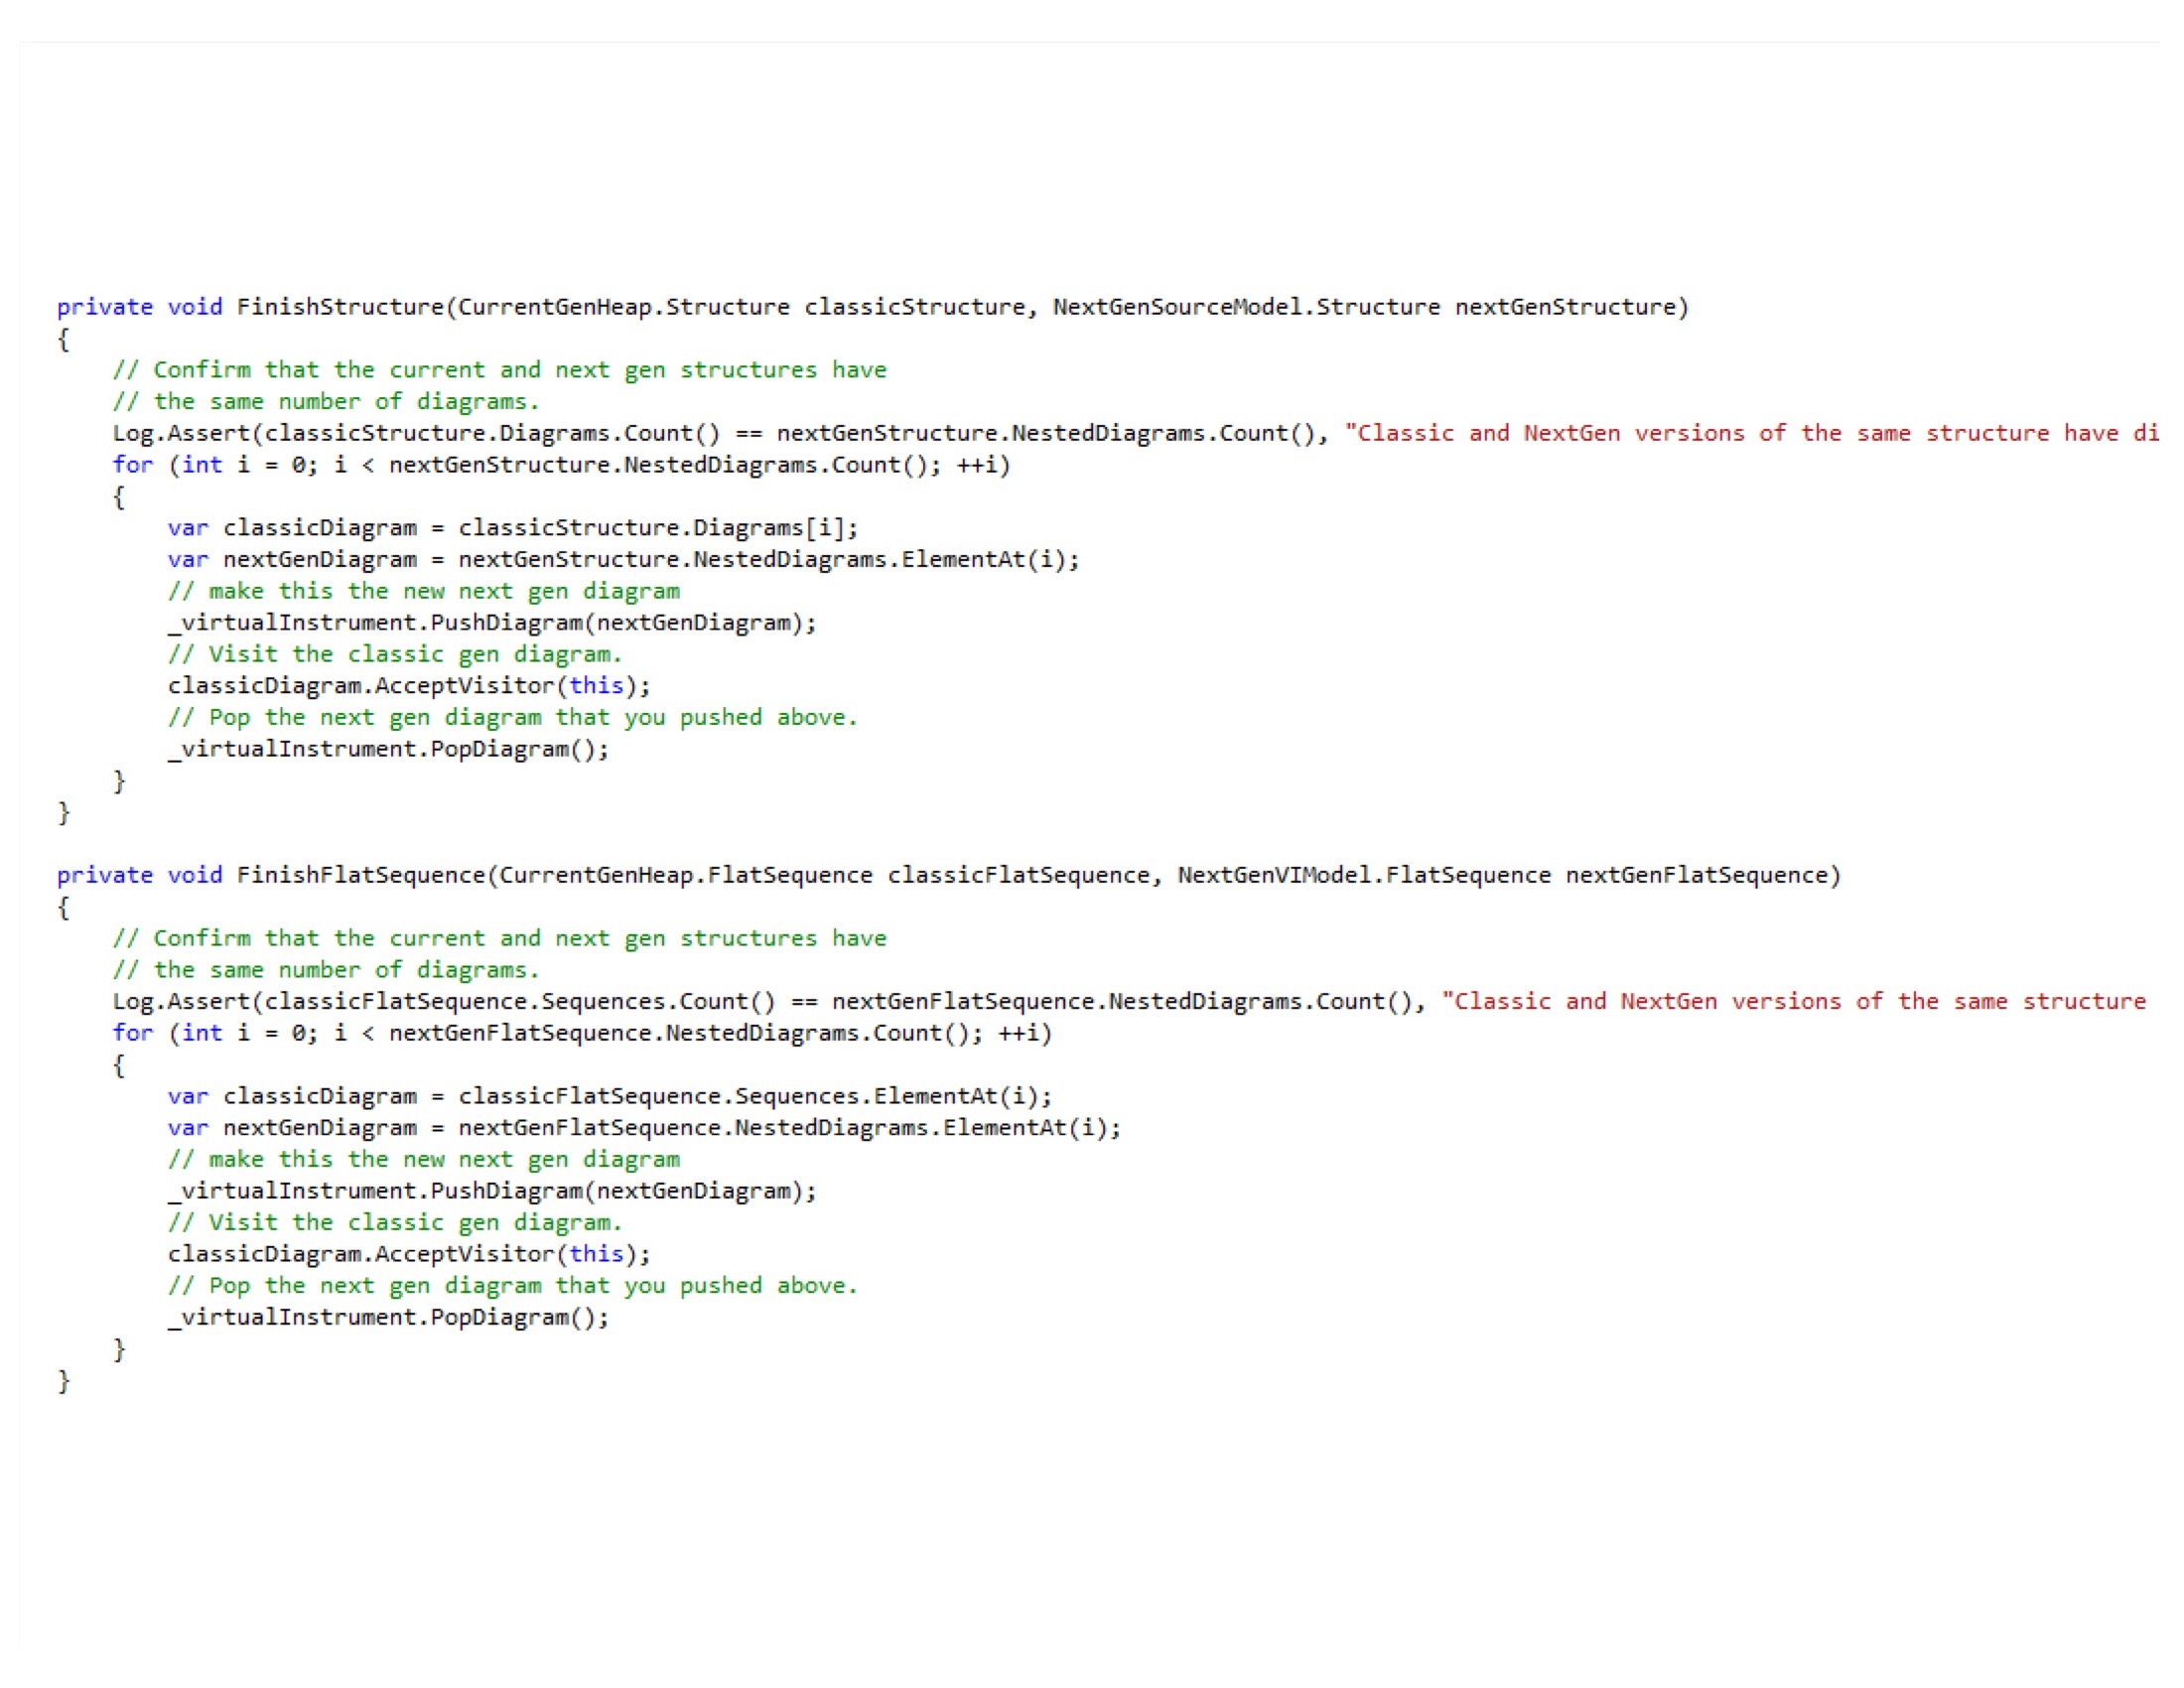 private void FinishStructure(CurrentGenHeap.Structure classicStructure, NextGenSourceModel.Structure nextGenStructure)
{
    // Confirm that the current and next gen structures have
    // the same number of diagrams.
    Log.Assert(classicStructure.Diagrams.Count() == nextGenStructure.NestedDiagrams.Count(), "Classic and NextGen versions of the same structure have di
    for (int i = 0; i < nextGenStructure.NestedDiagrams.Count(); ++i)
    {
        var classicDiagram = classicStructure.Diagrams[i];
        var nextGenDiagram = nextGenStructure.NestedDiagrams.ElementAt(i);
        // make this the new next gen diagram
        _virtualInstrument.PushDiagram(nextGenDiagram);
        // Visit the classic gen diagram.
        classicDiagram.AcceptVisitor(this);
        // Pop the next gen diagram that you pushed above.
        _virtualInstrument.PopDiagram();
    }
}
private void FinishFlatSequence(CurrentGenHeap.FlatSequence classicFlatSequence, NextGenVIModel.FlatSequence nextGenFlatSequence)
{
    // Confirm that the current and next gen structures have
    // the same number of diagrams.
    Log.Assert(classicFlatSequence.Sequences.Count() == nextGenFlatSequence.NestedDiagrams.Count(), "Classic and NextGen versions of the same structure
    for (int i = 0; i < nextGenFlatSequence.NestedDiagrams.Count(); ++i)
    {
        var classicDiagram = classicFlatSequence.Sequences.ElementAt(i);
        var nextGenDiagram = nextGenFlatSequence.NestedDiagrams.ElementAt(i);
        // make this the new next gen diagram
        _virtualInstrument.PushDiagram(nextGenDiagram);
        // Visit the classic gen diagram.
        classicDiagram.AcceptVisitor(this);
        // Pop the next gen diagram that you pushed above.
        _virtualInstrument.PopDiagram();
    }
}